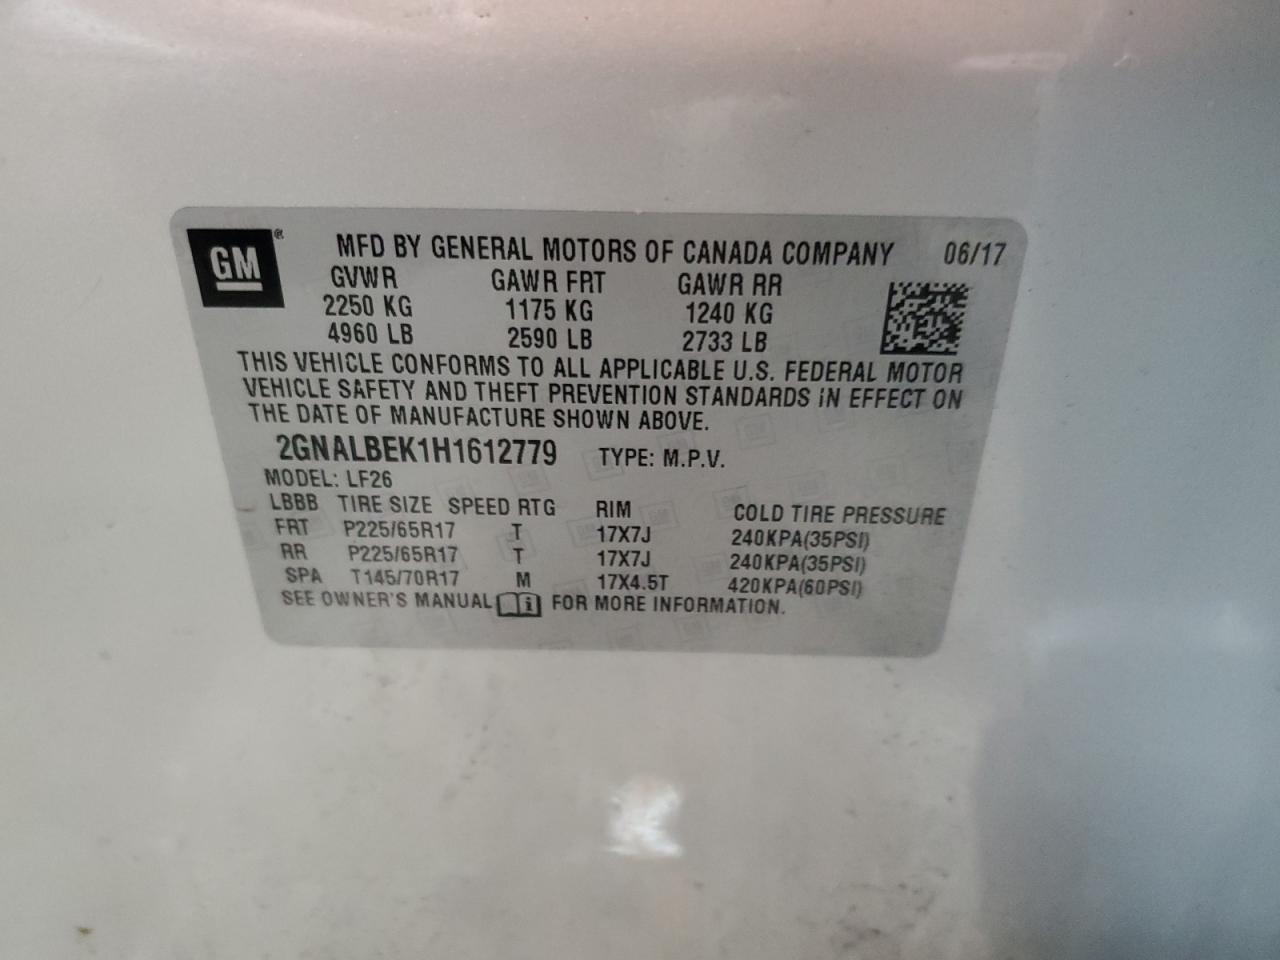 GM ® MFD BY GENERAL MOTORS OF CANADA COMPANY 06/17
GVWR GAWR FRT GAWR RR
2250 KG 1175 KG 1240 KG
4960 LB 2590 LB 2733 LB
THIS VEHICLE CONFORMS TO ALL APPLICABLE U.S. FEDERAL MOTOR
VEHICLE SAFETY AND THEFT PREVENTION STANDARDS IN EFFECT ON
THE DATE OF MANUFACTURE SHOWN ABOVE.
2GNALBEK1H1612779 TYPE: M.P.V.
MODEL: LF26
LBBB TIRE SIZE SPEED RTG RIM COLD TIRE PRESSURE
FRT P225/65R17 T 17X7J 240KPA(35PSI)
RR P225/65R17 T 17X7J 240KPA(35PSI)
SPA T145/70R17 M 17X4.5T 420KPA(60PSI)
SEE OWNER'S MANUAL i FOR MORE INFORMATION.